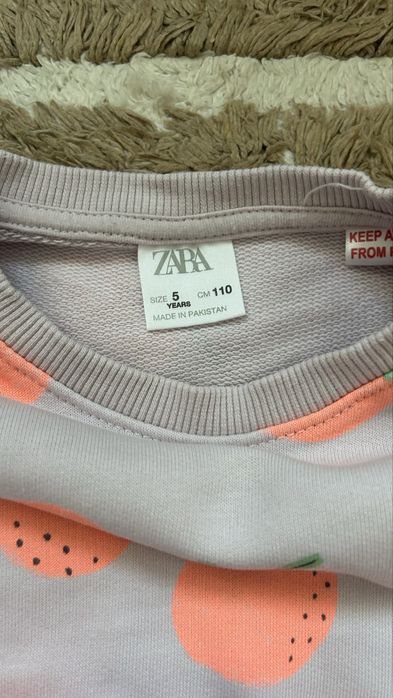 ZARA
SIZE 5 YEARS CM 110
MADE IN PAKISTAN
KEEP A
FROM